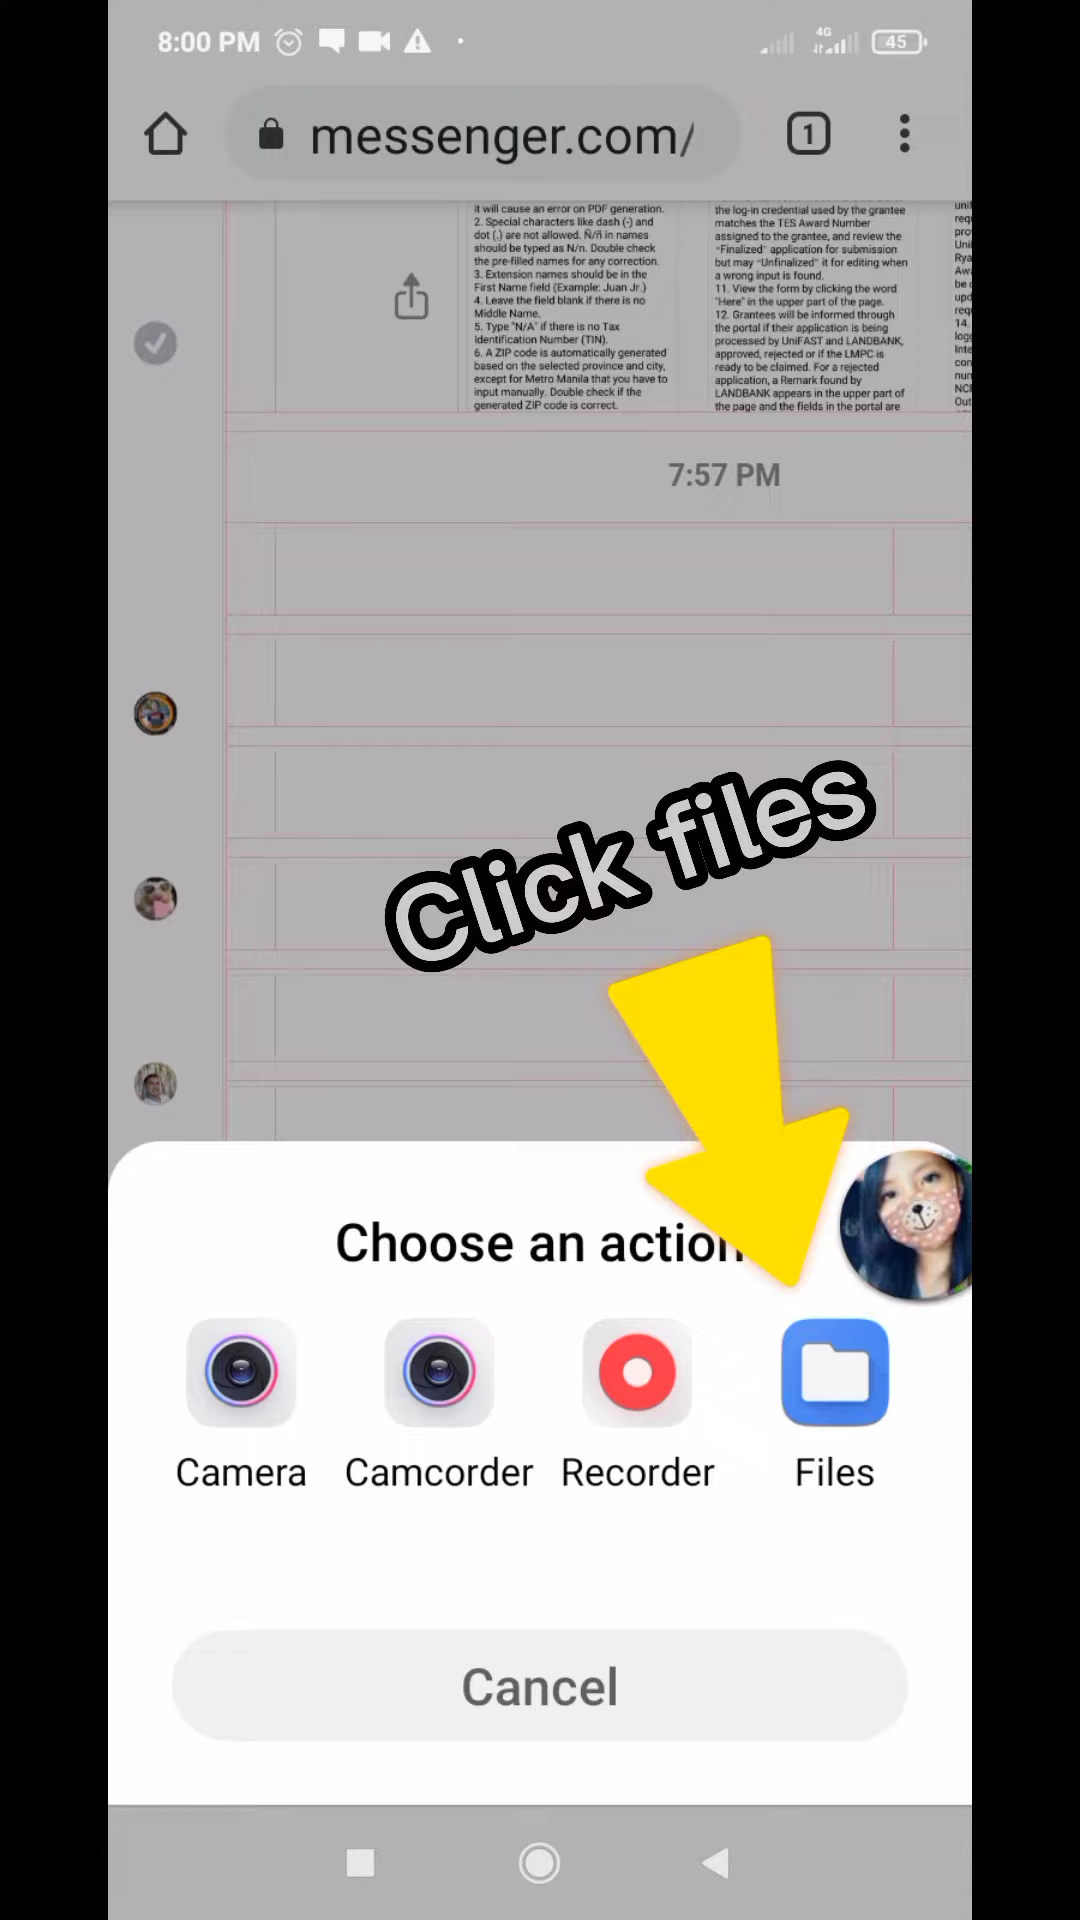 8:00 PM
4G
45
messenger.com/
1
it will cause an error on PDF generation.
2. Special characters like dash (-) and
dot (.) are not allowed. Ñ/ñ in names
should be typed as N/n. Double check
the pre-filled names for any correction.
3. Extension names should be in the
First Name field (Example: Juan Jr.)
4. Leave the field blank if there is no
Middle Name.
5. Type "N/A" if there is no Tax
Identification Number (TIN).
6. A ZIP code is automatically generated
based on the selected province and city,
except for Metro Manila that you have to
input manually. Double check if the
generated ZIP code is correct.
the log-in credential used by the grantee
matches the TES Award Number
assigned to the grantee, and review the
"Finalized" application for submission
but may "Unfinalized" it for editing when
a wrong input is found.
11. View the form by clicking the word
"Here" in the upper part of the page.
12. Grantees will be informed through
the portal if their application is being
processed by UniFAST and LANDBANK,
approved, rejected or if the LMPC is
ready to be claimed. For a rejected
application, a Remark found by
LANDBANK appears in the upper part of
the page and the fields in the portal are
14.
7:57 PM
Click files
Choose an action
Camera
Camcorder
Recorder
Files
Cancel